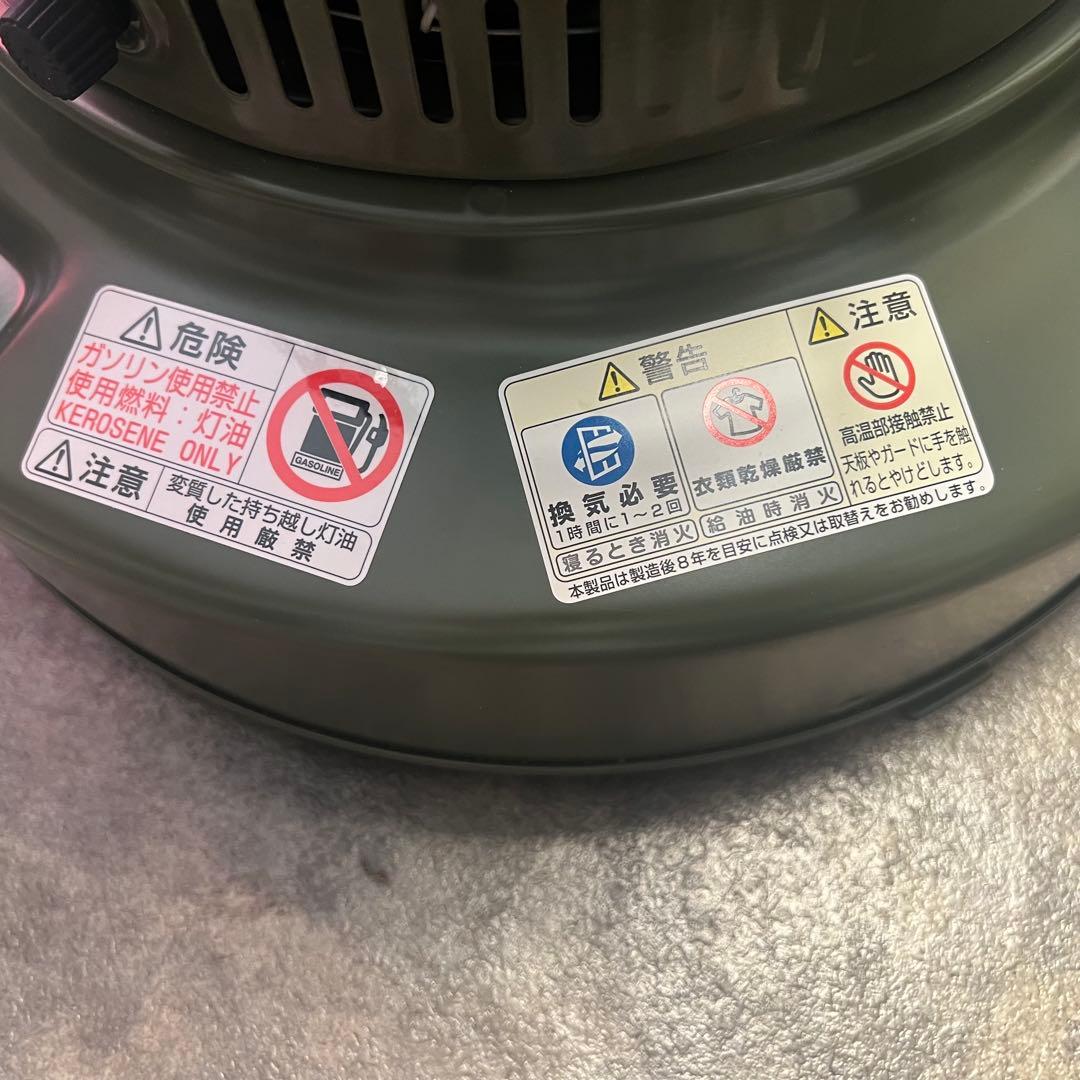 危険
ガソリン使用禁止
使用燃料：灯油
KEROSENE ONLY
GASOLINE
注意
変質した持ち越し灯油
使用厳禁
警告
換気必要
1時間に1～2回
衣類乾燥厳禁
寝るとき消火
給油時消火
注意
高温部接触禁止
天板やガードに手を触
れるとやけどします。
本製品は製造後8年を目安に点検又は取替えをお勧めします。